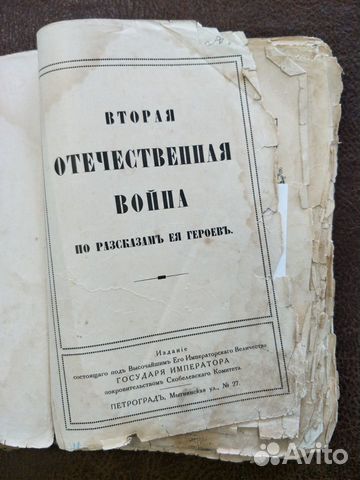 ВТОРАЯ
ОТЕЧЕСТВЕННАЯ
ВОЙНА
ПО РАЗСКАЗАМЪ ЕЯ ГЕРОЕВЪ.
Изданіе
состоящаго подъ Высочайшимъ Его Императорскаго Величества
ГОСУДАРЯ ИМПЕРАТОРА
покровительствомъ Скобелевскаго Комитета.
ПЕТРОГРАДЪ, Мытнинская ул., № 27.
Avito